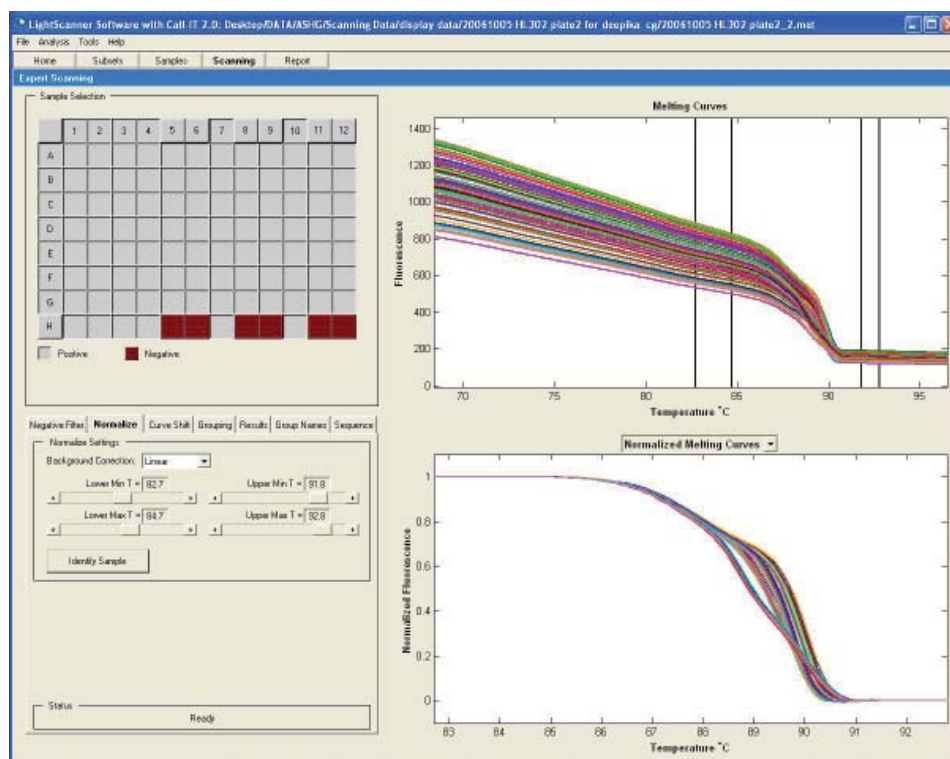 LightScanner Software with Call IT 2.0: Desktop/DATA/ASHG/Scanning Data/display data/20061005 HL302 plate2 for deepika cg/20061005 HL302 plate2_2.mat
File Analysis Tools Help
Home Subsets Samples Scanning Report
Expert Scanning
Sample Selection
1 2 3 4 5 6 7 8 9 10 11 12
A
B
C
D
E
F
G
H
Positive Negative
Negative Filter Normalize Curve Shift Grouping Results Group Names Sequence
Normalize Settings
Background Correction: Linear
Lower Min T = 82.7 Upper Min T = 91.8
Lower Max T = 84.7 Upper Max T = 92.8
Identify Sample
Status
Ready
Melting Curves
Fluorescence
1400
1200
1000
800
600
400
200
0
70 75 80 85 90 95
Temperature °C
Normalized Melting Curves
Normalized Fluorescence
1
0.8
0.6
0.4
0.2
0
83 84 85 86 87 88 89 90 91 92
Temperature °C